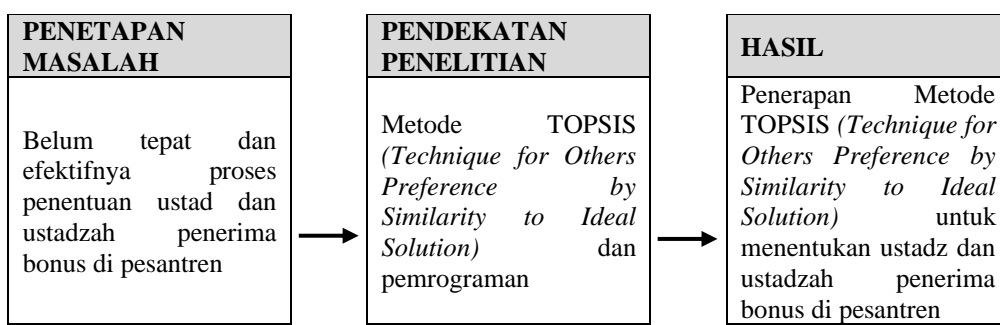 PENETAPAN
MASALAH
Belum tepat dan
efektifnya proses
penentuan ustad dan
ustadzah penerima
bonus di pesantren
PENDEKATAN
PENELITIAN
Metode TOPSIS
(Technique for Others
Preference by
Similarity to Ideal
Solution) dan
pemrograman
HASIL
Penerapan Metode
TOPSIS (Technique for
Others Preference by
Similarity to Ideal
Solution) untuk
menentukan ustadz dan
ustadzah penerima
bonus di pesantren